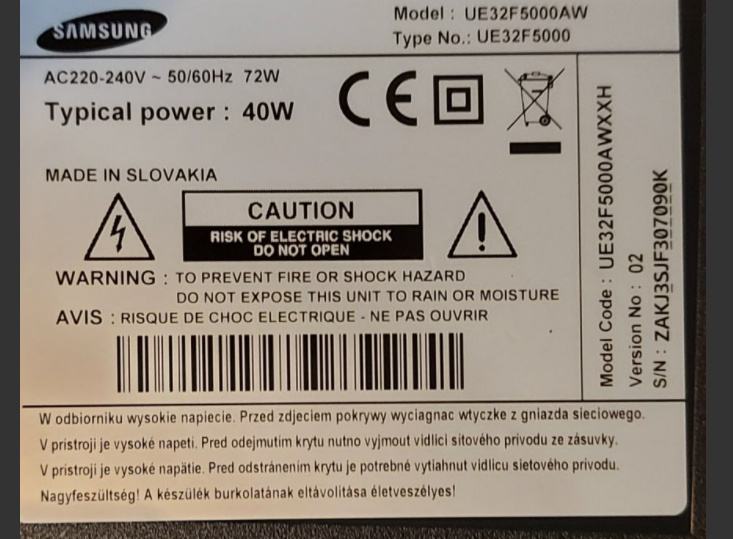 SAMSUNG
Model : UE32F5000AW
Type No.: UE32F5000
AC220-240V ~ 50/60Hz 72W
Typical power : 40W
CE
MADE IN SLOVAKIA
CAUTION
RISK OF ELECTRIC SHOCK
DO NOT OPEN
WARNING : TO PREVENT FIRE OR SHOCK HAZARD
DO NOT EXPOSE THIS UNIT TO RAIN OR MOISTURE
AVIS : RISQUE DE CHOC ELECTRIQUE - NE PAS OUVRIR
Model Code : UE32F5000AWXXH
Version No : 02
S/N : ZAKJ3SJF307090K
W odbiorniku wysokie napiecie. Przed zdjeciem pokrywy wyciagnac wtyczke z gniazda sieciowego.
V pristroji je vysoké napeti. Pred odejmutim krytu nutno vyjmout vidlici sitového privodu ze zásuvky.
V pristroji je vysoké napätie. Pred odstránením krytu je potrebné vytiahnut vidlicu sietového privodu.
Nagyfeszültség! A készülék burkolatának eltávolitása életveszélyes!